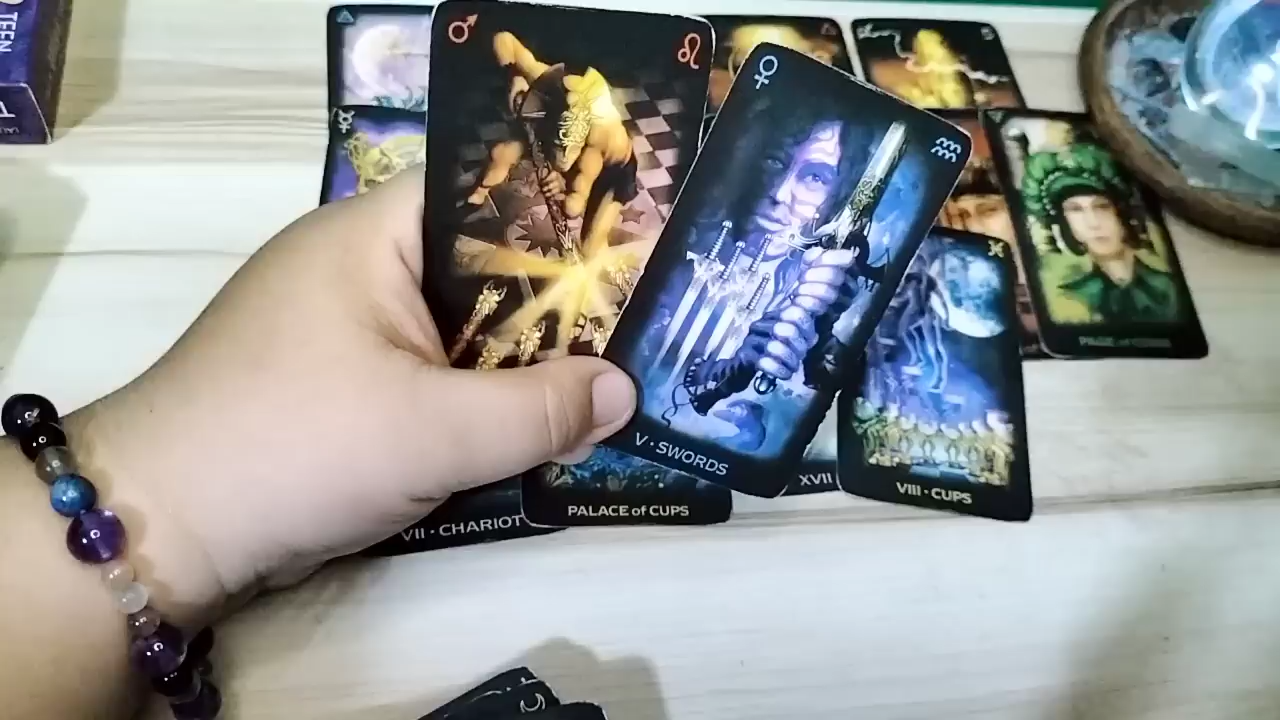 TEEN
V · SWORDS
PAGE of COINS
XVII
VIII · CUPS
PALACE of CUPS
VII · CHARIOT